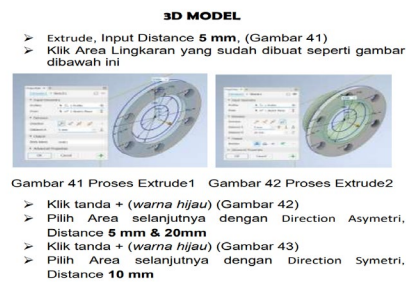 3D MODEL
➢ Extrude, Input Distance 5 mm, (Gambar 41)
➢ Klik Area Lingkaran yang sudah dibuat seperti gambar
dibawah ini
Gambar 41 Proses Extrude1 Gambar 42 Proses Extrude2
➢ Klik tanda + (warna hijau) (Gambar 42)
➢ Pilih Area selanjutnya dengan Direction Asymetri,
Distance 5 mm & 20mm
➢ Klik tanda + (warna hijau) (Gambar 43)
➢ Pilih Area selanjutnya dengan Direction Symetri,
Distance 10 mm